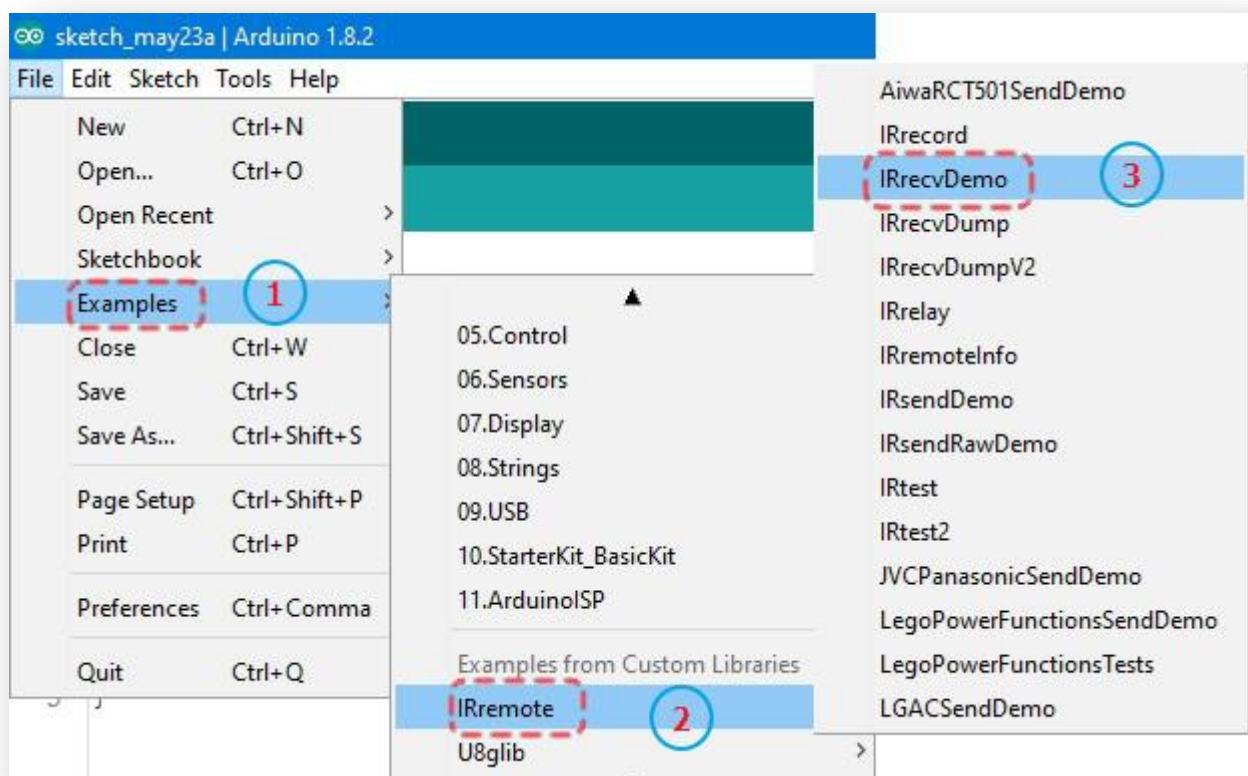 sketch_may23a | Arduino 1.8.2
File Edit Sketch Tools Help
New Ctrl+N
Open... Ctrl+O
Open Recent >
Sketchbook >
Examples 1
Close Ctrl+W
Save Ctrl+S
Save As... Ctrl+Shift+S
Page Setup Ctrl+Shift+P
Print Ctrl+P
Preferences Ctrl+Comma
Quit Ctrl+Q
05.Control
06.Sensors
07.Display
08.Strings
09.USB
10.StarterKit_BasicKit
11.ArduinoISP
Examples from Custom Libraries
IRremote 2
U8glib >
AiwaRCT501SendDemo
IRrecord
IRrecvDemo 3
IRrecvDump
IRrecvDumpV2
IRrelay
IRremoteInfo
IRsendDemo
IRsendRawDemo
IRtest
IRtest2
JVCPanasonicSendDemo
LegoPowerFunctionsSendDemo
LegoPowerFunctionsTests
LGACSendDemo